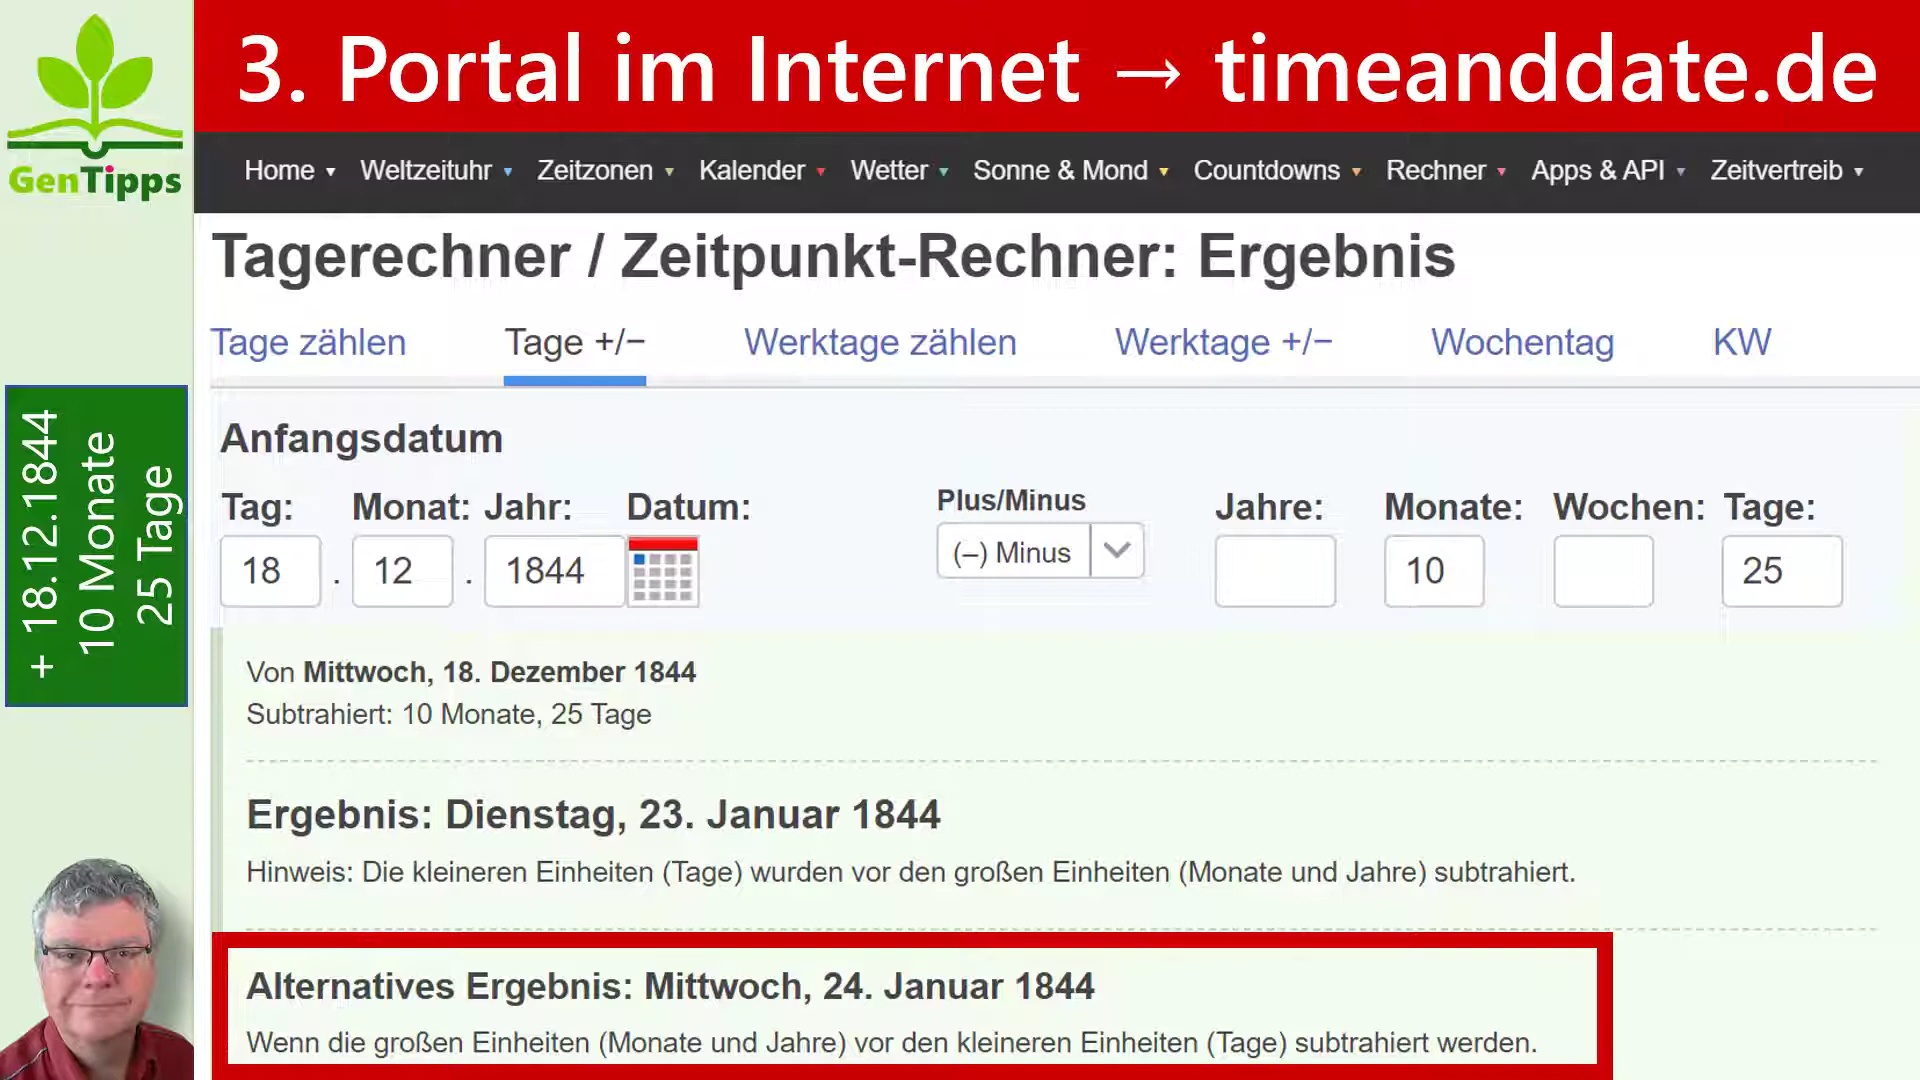 3. Portal im Internet → timeanddate.de
GenTipps
Home ▾ Weltzeituhr ▾ Zeitzonen ▾ Kalender ▾ Wetter ▾ Sonne & Mond ▾ Countdowns ▾ Rechner ▾ Apps & API ▾ Zeitvertreib ▾
Tagerechner / Zeitpunkt-Rechner: Ergebnis
Tage zählen Tage +/− Werktage zählen Werktage +/− Wochentag KW
+ 18.12.1844
10 Monate
25 Tage
Anfangsdatum
Tag: Monat: Jahr: Datum: Plus/Minus Jahre: Monate: Wochen: Tage:
18 . 12 . 1844 (–) Minus 10 25
Von Mittwoch, 18. Dezember 1844
Subtrahiert: 10 Monate, 25 Tage
Ergebnis: Dienstag, 23. Januar 1844
Hinweis: Die kleineren Einheiten (Tage) wurden vor den großen Einheiten (Monate und Jahre) subtrahiert.
Alternatives Ergebnis: Mittwoch, 24. Januar 1844
Wenn die großen Einheiten (Monate und Jahre) vor den kleineren Einheiten (Tage) subtrahiert werden.